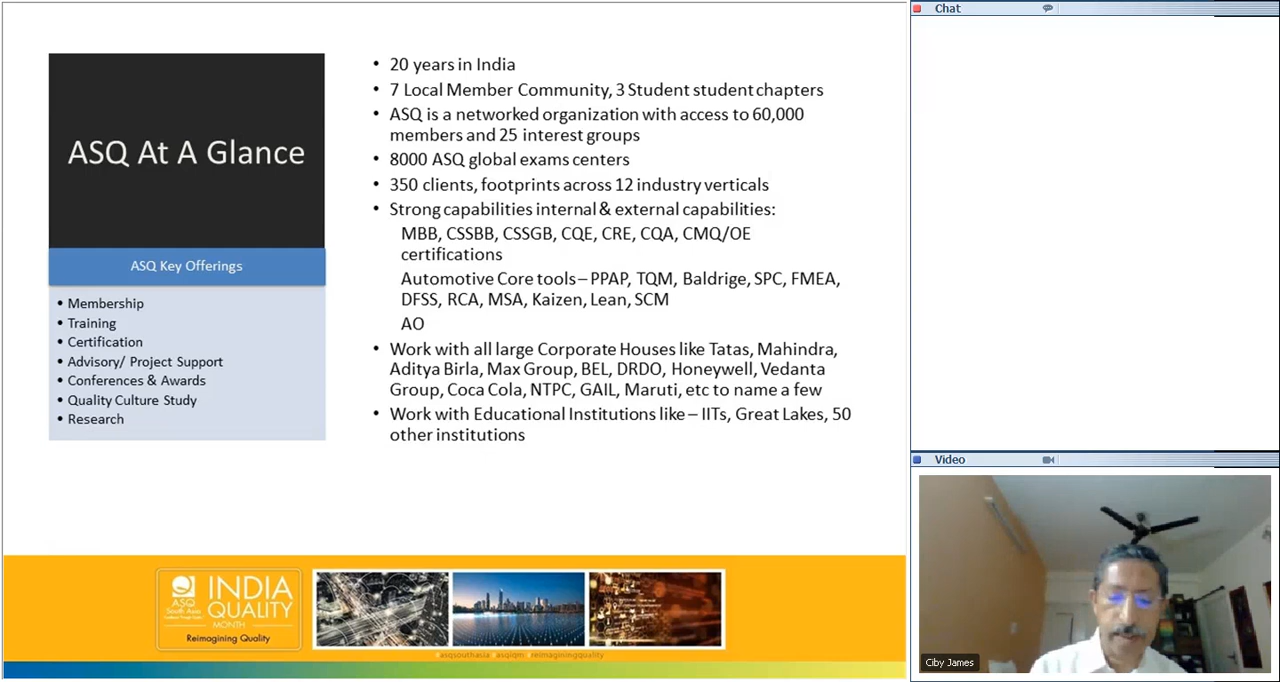 ASQ At A Glance
ASQ Key Offerings
• Membership
• Training
• Certification
• Advisory/ Project Support
• Conferences & Awards
• Quality Culture Study
• Research
• 20 years in India
• 7 Local Member Community, 3 Student student chapters
• ASQ is a networked organization with access to 60,000
members and 25 interest groups
• 8000 ASQ global exams centers
• 350 clients, footprints across 12 industry verticals
• Strong capabilities internal & external capabilities:
MBB, CSSBB, CSSGB, CQE, CRE, CQA, CMQ/OE
certifications
Automotive Core tools – PPAP, TQM, Baldrige, SPC, FMEA,
DFSS, RCA, MSA, Kaizen, Lean, SCM
AO
• Work with all large Corporate Houses like Tatas, Mahindra,
Aditya Birla, Max Group, BEL, DRDO, Honeywell, Vedanta
Group, Coca Cola, NTPC, GAIL, Maruti, etc to name a few
• Work with Educational Institutions like – IITs, Great Lakes, 50
other institutions
ASQ
South Asia
INDIA
QUALITY
MONTH
Reimagining Quality
asqsouthasia asqiqm reimaginingquality
Chat
Video
Ciby James